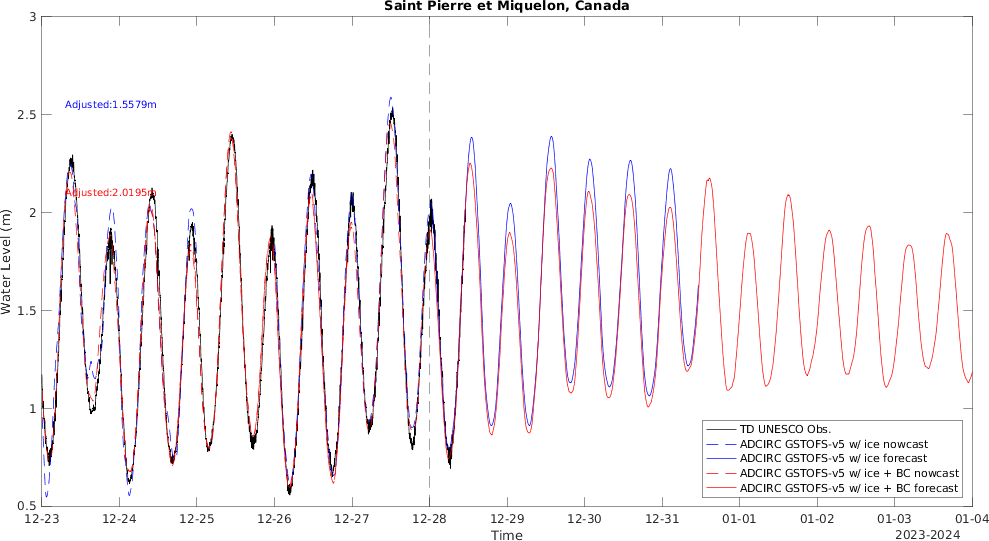 Saint Pierre et Miquelon, Canada
3
2.5
2
1.5
1
0.5
Water Level (m)
Adjusted:1.5579m
Adjusted:2.0195m
TD UNESCO Obs.
ADCIRC GSTOFS-v5 w/ ice nowcast
ADCIRC GSTOFS-v5 w/ ice forecast
ADCIRC GSTOFS-v5 w/ ice + BC nowcast
ADCIRC GSTOFS-v5 w/ ice + BC forecast
12-23 12-24 12-25 12-26 12-27 12-28 12-29 12-30 12-31 01-01 01-02 01-03 01-04
Time
2023-2024